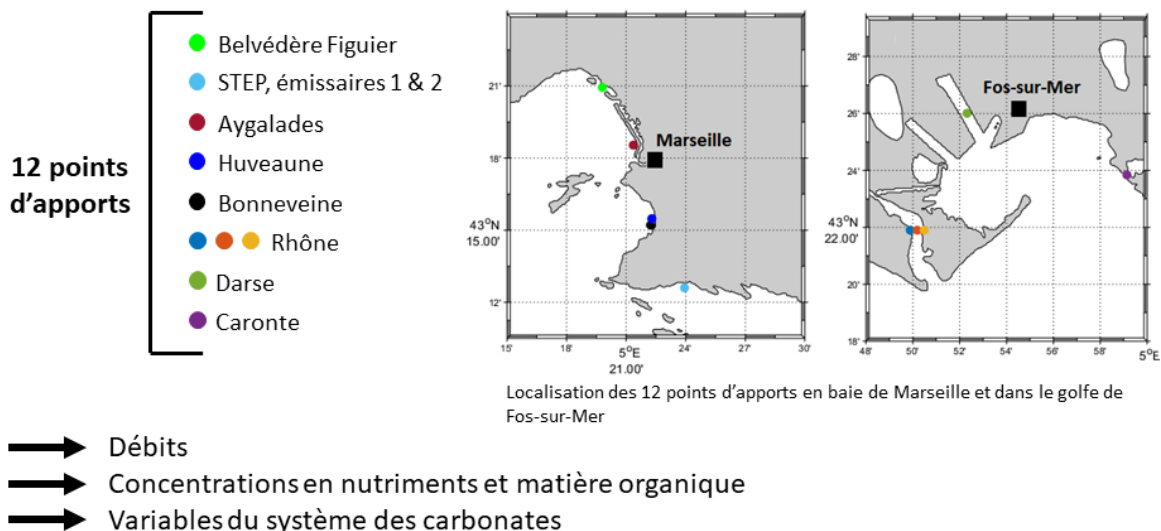 12 points
d’apports
Belvédère Figuier
STEP, émissaires 1 & 2
Aygalades
Huveaune
Bonneveine
Rhône
Darse
Caronte
21'
18'
43°N
15.00'
12'
15'
18'
5°E
21.00'
24'
27'
30'
Marseille
28'
26'
24'
43°N
22.00'
20'
18'
48'
50'
52'
54'
56'
58'
5°E
Fos-sur-Mer
Localisation des 12 points d’apports en baie de Marseille et dans le golfe de
Fos-sur-Mer
Débits
Concentrations en nutriments et matière organique
Variables du système des carbonates